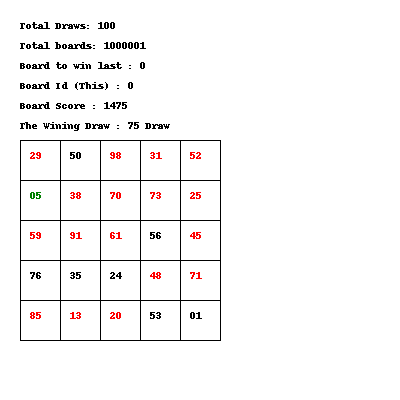 Total Draws: 100
Total boards: 1000001
Board to win last : 0
Board Id (This) : 0
Board Score : 1475
The Wining Draw : 75 Draw
29 50 98 31 52
05 38 70 73 25
59 91 61 56 45
76 35 24 48 71
85 13 20 53 01